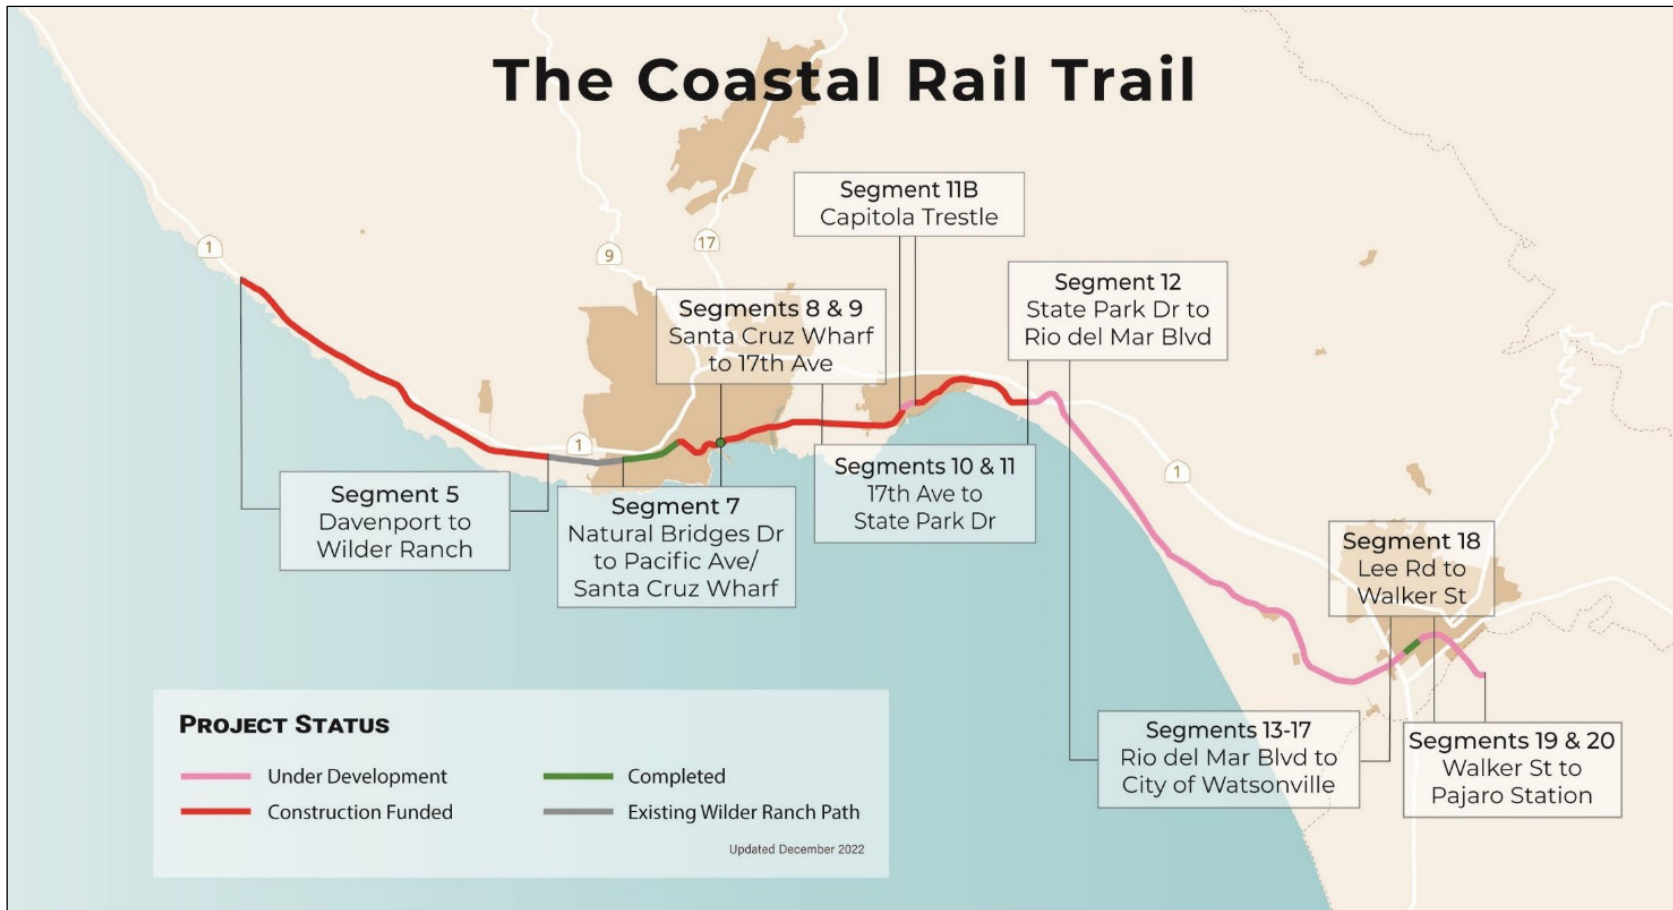 The Coastal Rail Trail
Segment 11B
Capitola Trestle
1
9
17
Segments 8 & 9
Santa Cruz Wharf
to 17th Ave
Segment 12
State Park Dr to
Rio del Mar Blvd
1
1
Segment 5
Davenport to
Wilder Ranch
Segment 7
Natural Bridges Dr
to Pacific Ave/
Santa Cruz Wharf
Segments 10 & 11
17th Ave to
State Park Dr
Segment 18
Lee Rd to
Walker St
Segments 13-17
Rio del Mar Blvd to
City of Watsonville
Segments 19 & 20
Walker St to
Pajaro Station
PROJECT STATUS
Under Development
Completed
Construction Funded
Existing Wilder Ranch Path
Updated December 2022